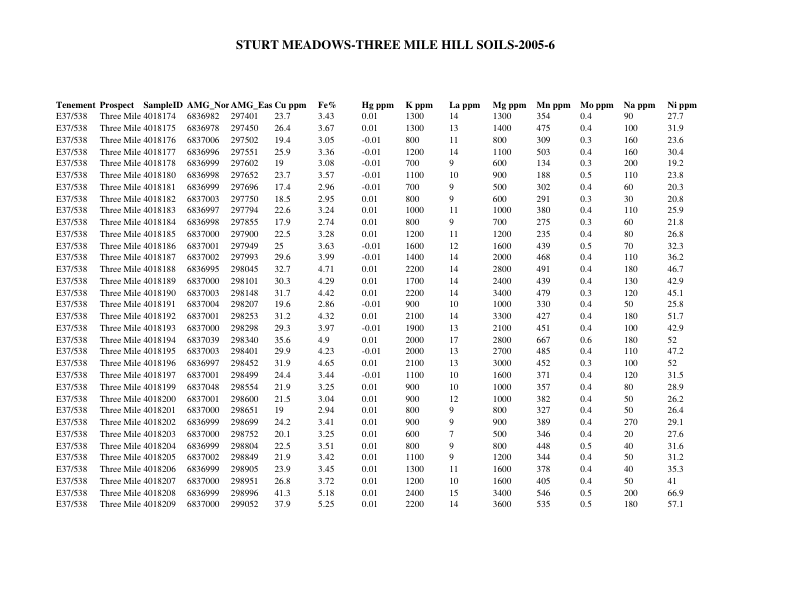 STURT MEADOWS-THREE MILE HILL SOILS-2005-6
Tenement Prospect SampleID AMG_Nor AMG_Eas Cu ppm Fe% Hg ppm K ppm La ppm Mg ppm Mn ppm Mo ppm Na ppm Ni ppm
E37/538 Three Mile 4018174 6836982 297401 23.7 3.43 0.01 1300 14 1300 354 0.4 90 27.7
E37/538 Three Mile 4018175 6836978 297450 26.4 3.67 0.01 1300 13 1400 475 0.4 100 31.9
E37/538 Three Mile 4018176 6837006 297502 19.4 3.05 -0.01 800 11 800 309 0.3 160 23.6
E37/538 Three Mile 4018177 6836996 297551 25.9 3.36 -0.01 1200 14 1100 503 0.4 160 30.4
E37/538 Three Mile 4018178 6836999 297602 19 3.08 -0.01 700 9 600 134 0.3 200 19.2
E37/538 Three Mile 4018180 6836998 297652 23.7 3.57 -0.01 1100 10 900 188 0.5 110 23.8
E37/538 Three Mile 4018181 6836999 297696 17.4 2.96 -0.01 700 9 500 302 0.4 60 20.3
E37/538 Three Mile 4018182 6837003 297750 18.5 2.95 0.01 800 9 600 291 0.3 30 20.8
E37/538 Three Mile 4018183 6836997 297794 22.6 3.24 0.01 1000 11 1000 380 0.4 110 25.9
E37/538 Three Mile 4018184 6836998 297855 17.9 2.74 0.01 800 9 700 275 0.3 60 21.8
E37/538 Three Mile 4018185 6837000 297900 22.5 3.28 0.01 1200 11 1200 235 0.4 80 26.8
E37/538 Three Mile 4018186 6837001 297949 25 3.63 -0.01 1600 12 1600 439 0.5 70 32.3
E37/538 Three Mile 4018187 6837002 297993 29.6 3.99 -0.01 1400 14 2000 468 0.4 110 36.2
E37/538 Three Mile 4018188 6836995 298045 32.7 4.71 0.01 2200 14 2800 491 0.4 180 46.7
E37/538 Three Mile 4018189 6837000 298101 30.3 4.29 0.01 1700 14 2400 439 0.4 130 42.9
E37/538 Three Mile 4018190 6837003 298148 31.7 4.42 0.01 2200 14 3400 479 0.3 120 45.1
E37/538 Three Mile 4018191 6837004 298207 19.6 2.86 -0.01 900 10 1000 330 0.4 50 25.8
E37/538 Three Mile 4018192 6837001 298253 31.2 4.32 0.01 2100 14 3300 427 0.4 180 51.7
E37/538 Three Mile 4018193 6837000 298298 29.3 3.97 -0.01 1900 13 2100 451 0.4 100 42.9
E37/538 Three Mile 4018194 6837039 298340 35.6 4.9 0.01 2000 17 2800 667 0.6 180 52
E37/538 Three Mile 4018195 6837003 298401 29.9 4.23 -0.01 2000 13 2700 485 0.4 110 47.2
E37/538 Three Mile 4018196 6836997 298452 31.9 4.65 0.01 2100 13 3000 452 0.3 100 52
E37/538 Three Mile 4018197 6837001 298499 24.4 3.44 -0.01 1100 10 1600 371 0.4 120 31.5
E37/538 Three Mile 4018199 6837048 298554 21.9 3.25 0.01 900 10 1000 357 0.4 80 28.9
E37/538 Three Mile 4018200 6837001 298600 21.5 3.04 0.01 900 12 1000 382 0.4 50 26.2
E37/538 Three Mile 4018201 6837000 298651 19 2.94 0.01 800 9 800 327 0.4 50 26.4
E37/538 Three Mile 4018202 6836999 298699 24.2 3.41 0.01 900 9 900 389 0.4 270 29.1
E37/538 Three Mile 4018203 6837000 298752 20.1 3.25 0.01 600 7 500 346 0.4 20 27.6
E37/538 Three Mile 4018204 6836999 298804 22.5 3.51 0.01 800 9 800 448 0.5 40 31.6
E37/538 Three Mile 4018205 6837002 298849 21.9 3.42 0.01 1100 9 1200 344 0.4 50 31.2
E37/538 Three Mile 4018206 6836999 298905 23.9 3.45 0.01 1300 11 1600 378 0.4 40 35.3
E37/538 Three Mile 4018207 6837000 298951 26.8 3.72 0.01 1200 10 1600 405 0.4 50 41
E37/538 Three Mile 4018208 6836999 298996 41.3 5.18 0.01 2400 15 3400 546 0.5 200 66.9
E37/538 Three Mile 4018209 6837000 299052 37.9 5.25 0.01 2200 14 3600 535 0.5 180 57.1